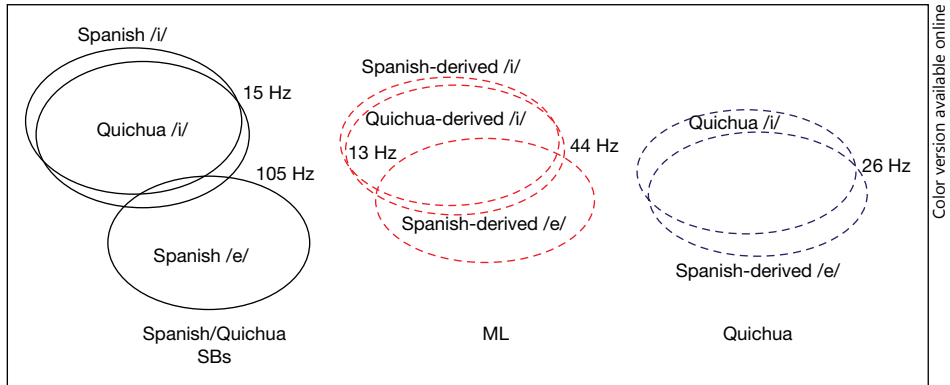 Spanish /i/
15 Hz
Quichua /i/
105 Hz
Spanish /e/
Spanish/Quichua
SBs
Spanish-derived /i/
Quichua-derived /i/
13 Hz
44 Hz
Spanish-derived /e/
ML
Quichua /i/
26 Hz
Spanish-derived /e/
Quichua
Color version available online